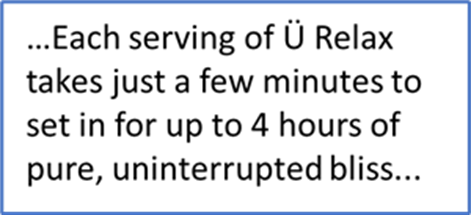 ...Each serving of Ü Relax
takes just a few minutes to
set in for up to 4 hours of
pure, uninterrupted bliss...